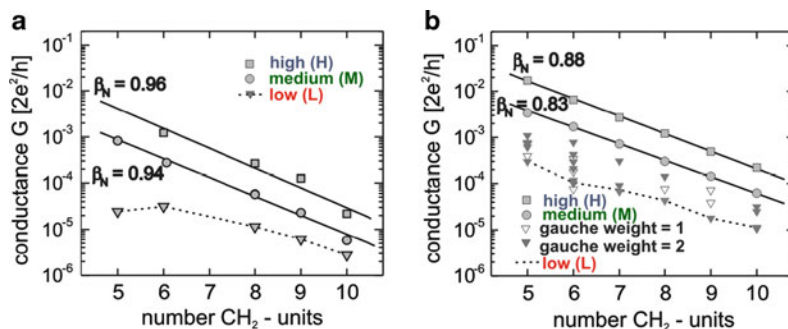 a
conductance G [2e²/h]
10⁻¹
10⁻²
10⁻³
10⁻⁴
10⁻⁵
10⁻⁶
high (H)
medium (M)
low (L)
β_N = 0.96
β_N = 0.94
5 6 7 8 9 10
number CH₂ - units
b
conductance G [2e²/h]
10⁻¹
10⁻²
10⁻³
10⁻⁴
10⁻⁵
10⁻⁶
β_N = 0.88
β_N = 0.83
high (H)
medium (M)
gauche weight = 1
gauche weight = 2
low (L)
5 6 7 8 9 10
number CH₂ - units